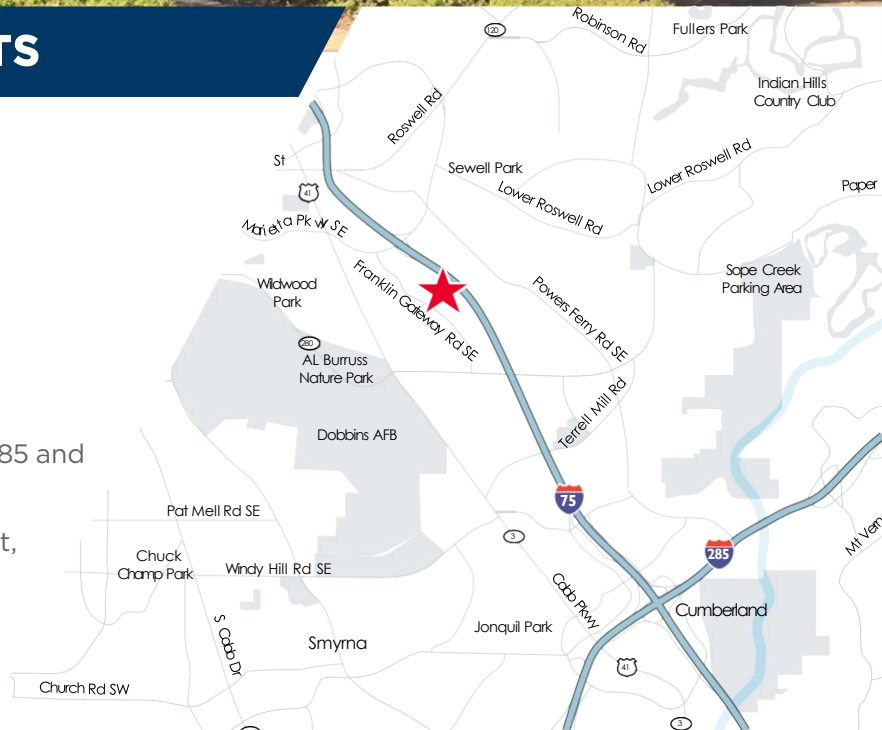 TS
120
Robinson Rd
Fullers Park
Indian Hills
Country Club
Roswell Rd
St
Sewell Park
Lower Roswell Rd
Lower Roswell Rd
Paper
41
Marietta Pkwy SE
Franklin Gateway Rd SE
Wildwood
Park
Powers Ferry Rd SE
Sope Creek
Parking Area
280
AL Burruss
Nature Park
Terrell Mill Rd
Dobbins AFB
85 and
75
Pat Mell Rd SE
t,
3
285
Mt Vern
Chuck
Champ Park
Windy Hill Rd SE
Cobb Pkwy
Cumberland
S Cobb Dr
Jonquil Park
Smyrna
41
Church Rd SW
3